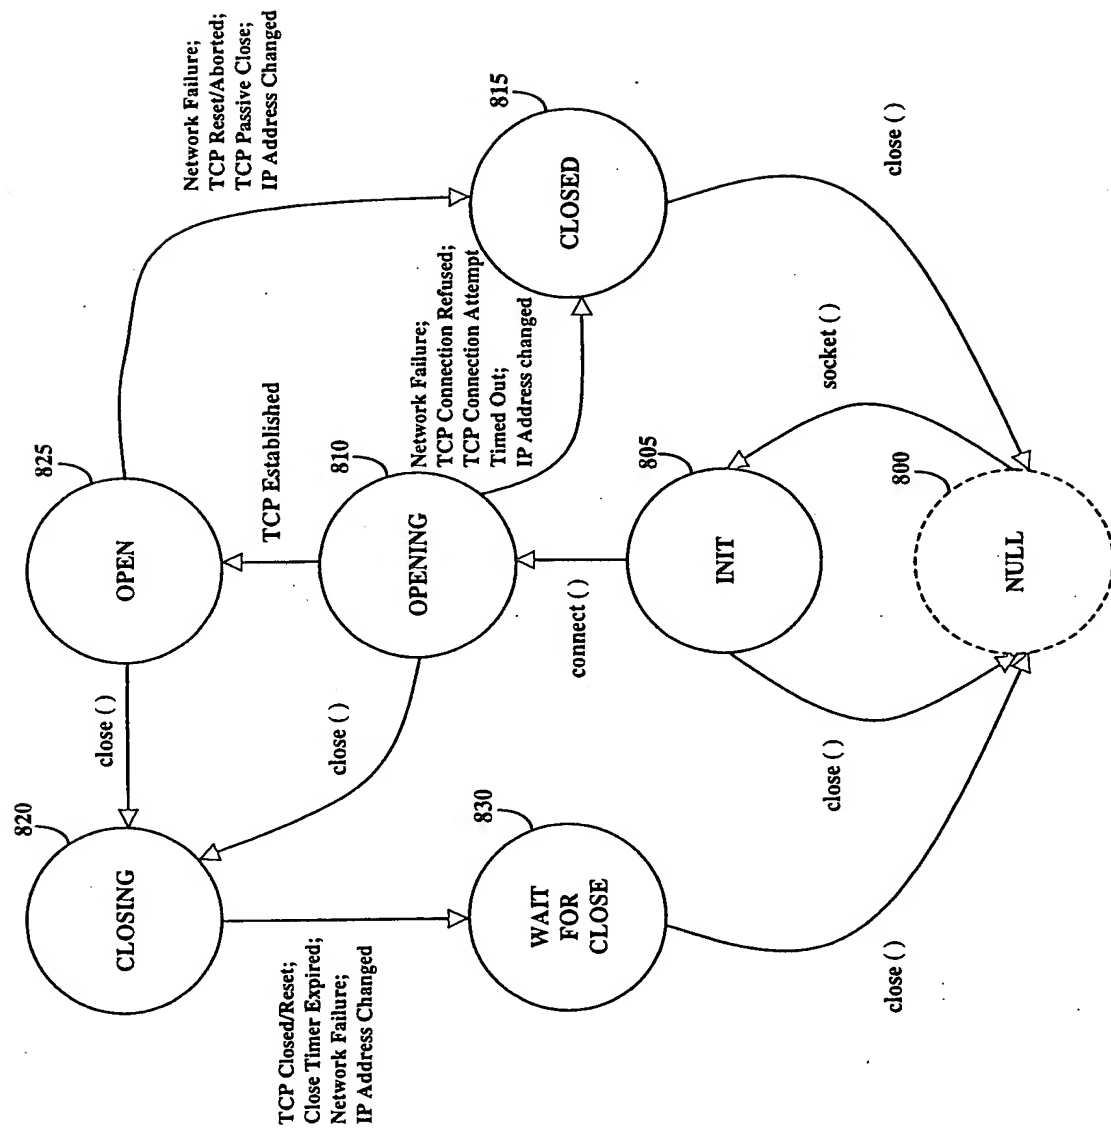 820
CLOSING
close ( )
825
OPEN
Network Failure;
TCP Reset/Aborted;
TCP Passive Close;
IP Address Changed
TCP Closed/Reset;
Close Timer Expired;
Network Failure;
IP Address Changed
close ( )
TCP Established
810
OPENING
Network Failure;
TCP Connection Refused;
TCP Connection Attempt
Timed Out;
IP Address changed
815
CLOSED
830
WAIT
FOR
CLOSE
connect ( )
805
INIT
close ( )
socket ( )
close ( )
close ( )
800
NULL